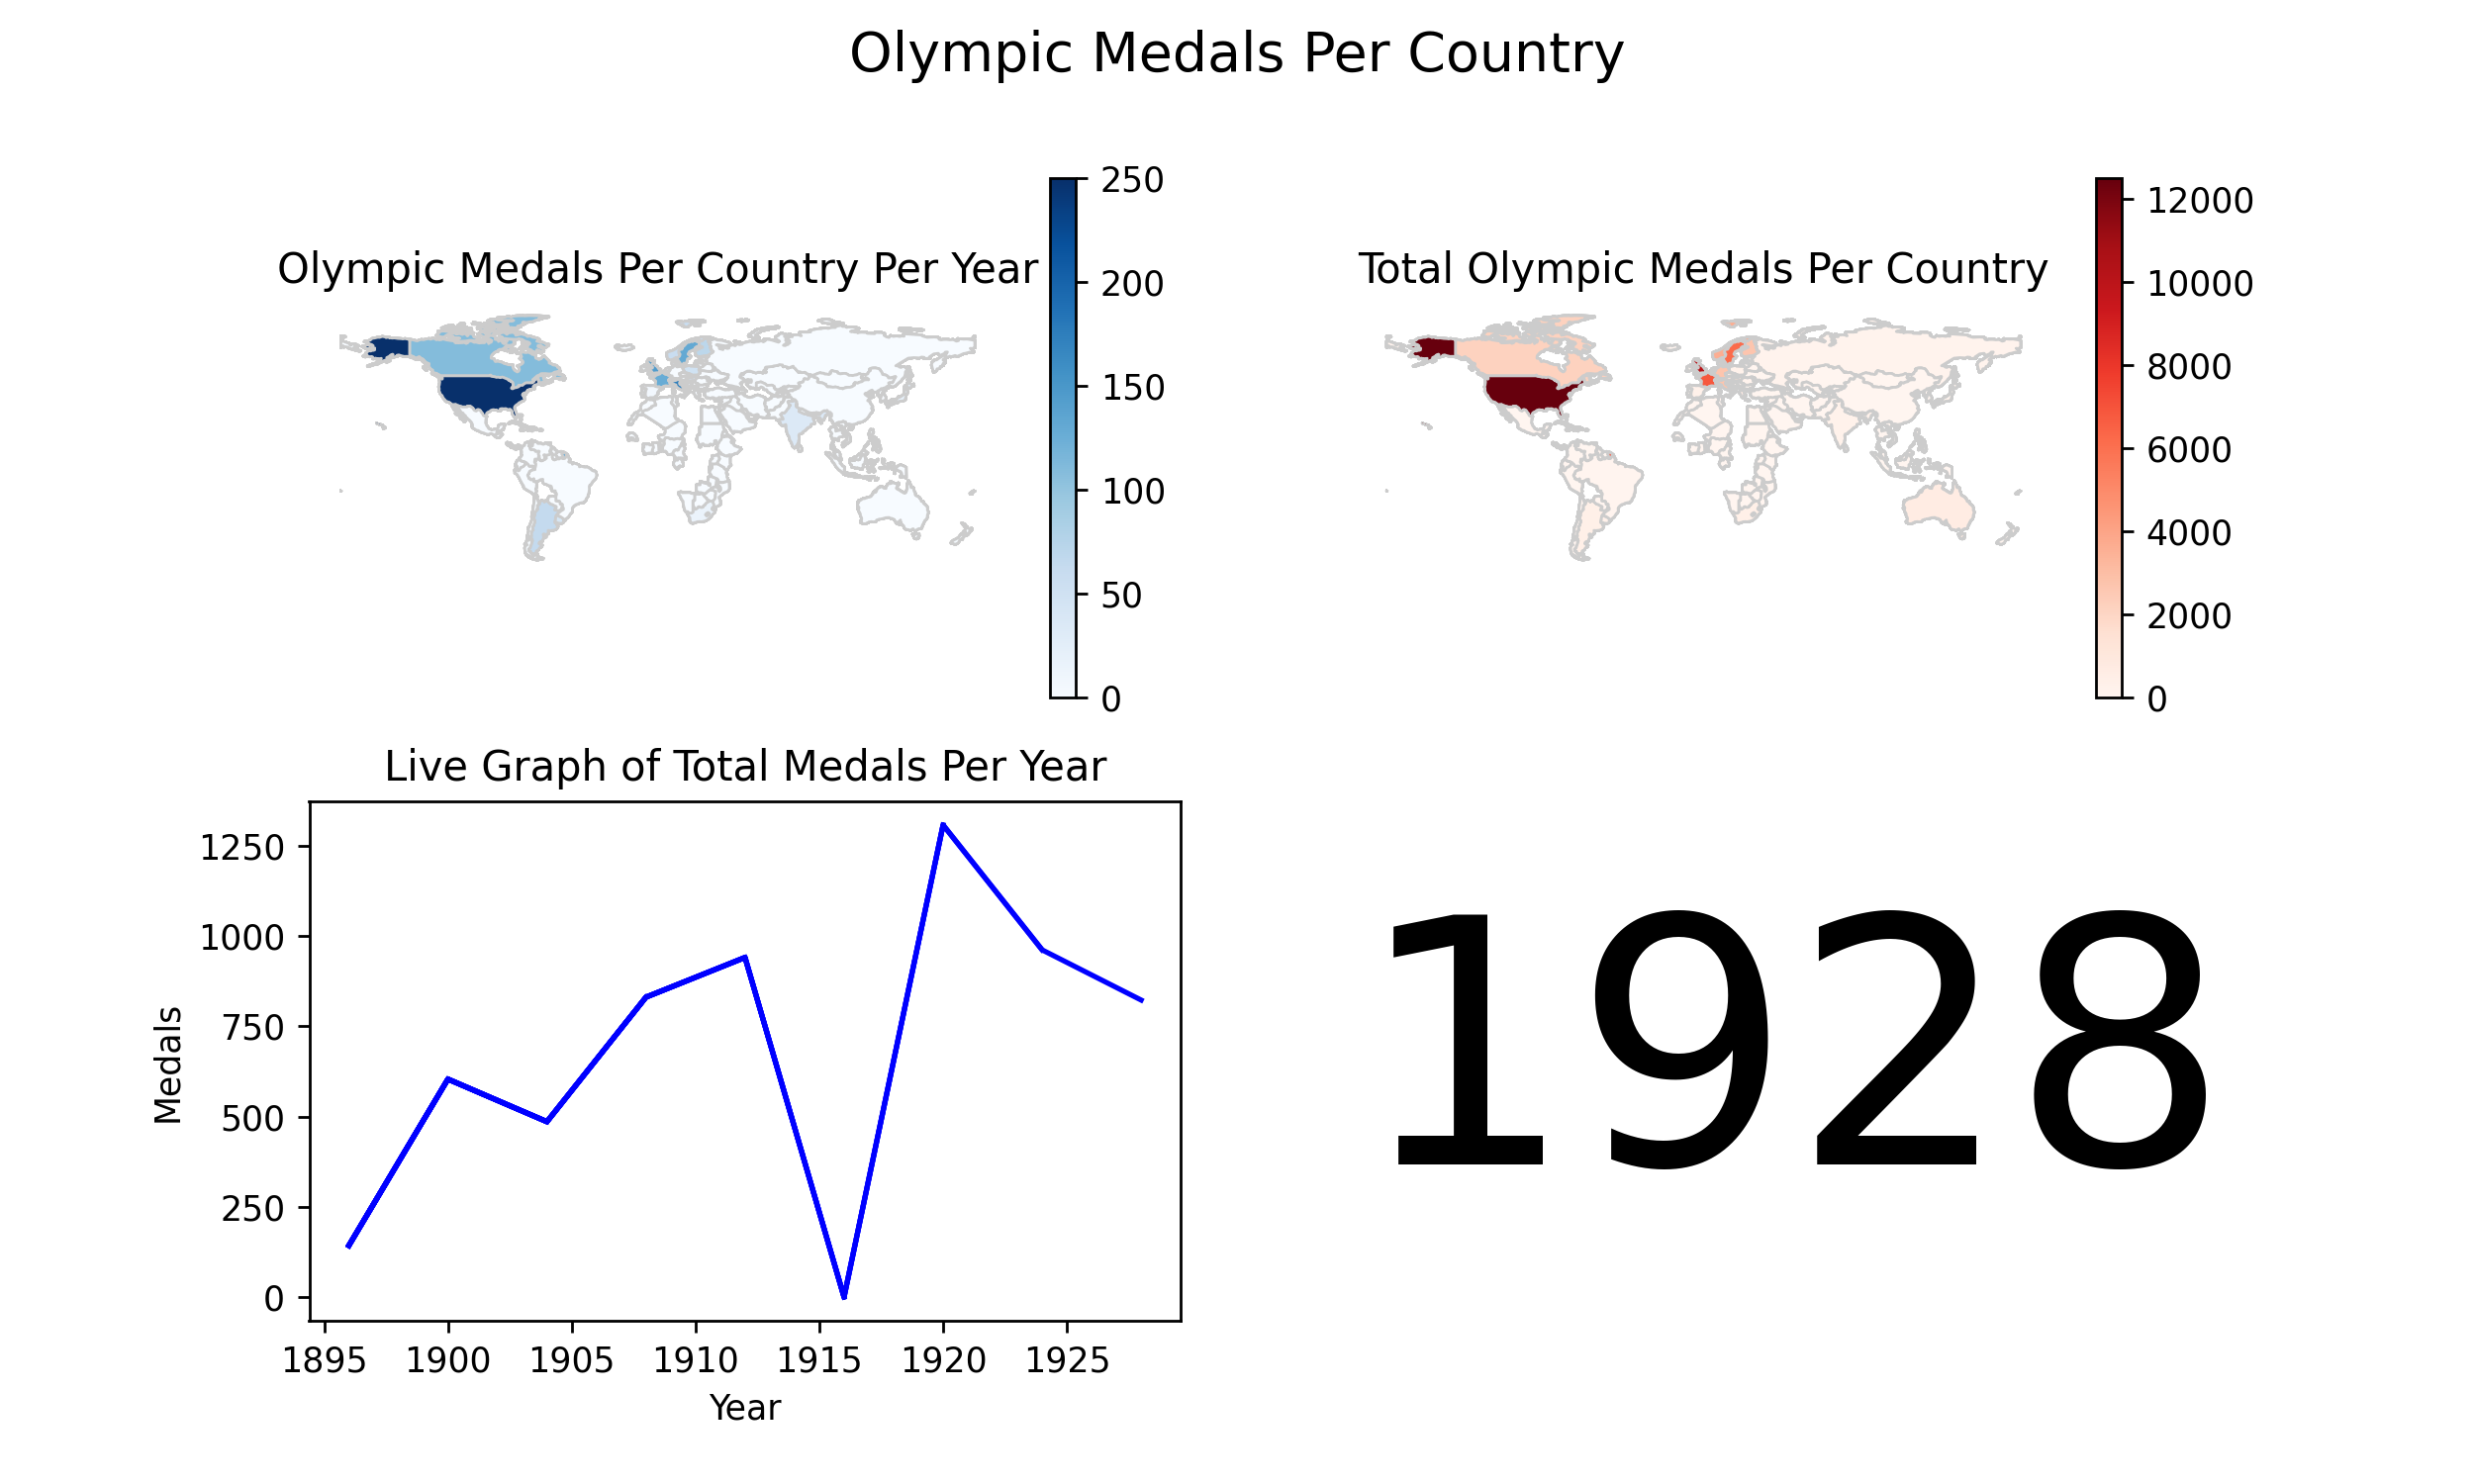 Olympic Medals Per Country
Olympic Medals Per Country Per Year
250
200
150
100
50
0
Total Olympic Medals Per Country
12000
10000
8000
6000
4000
2000
0
Live Graph of Total Medals Per Year
Medals
1250
1000
750
500
250
0
1895 1900 1905 1910 1915 1920 1925
Year
1928